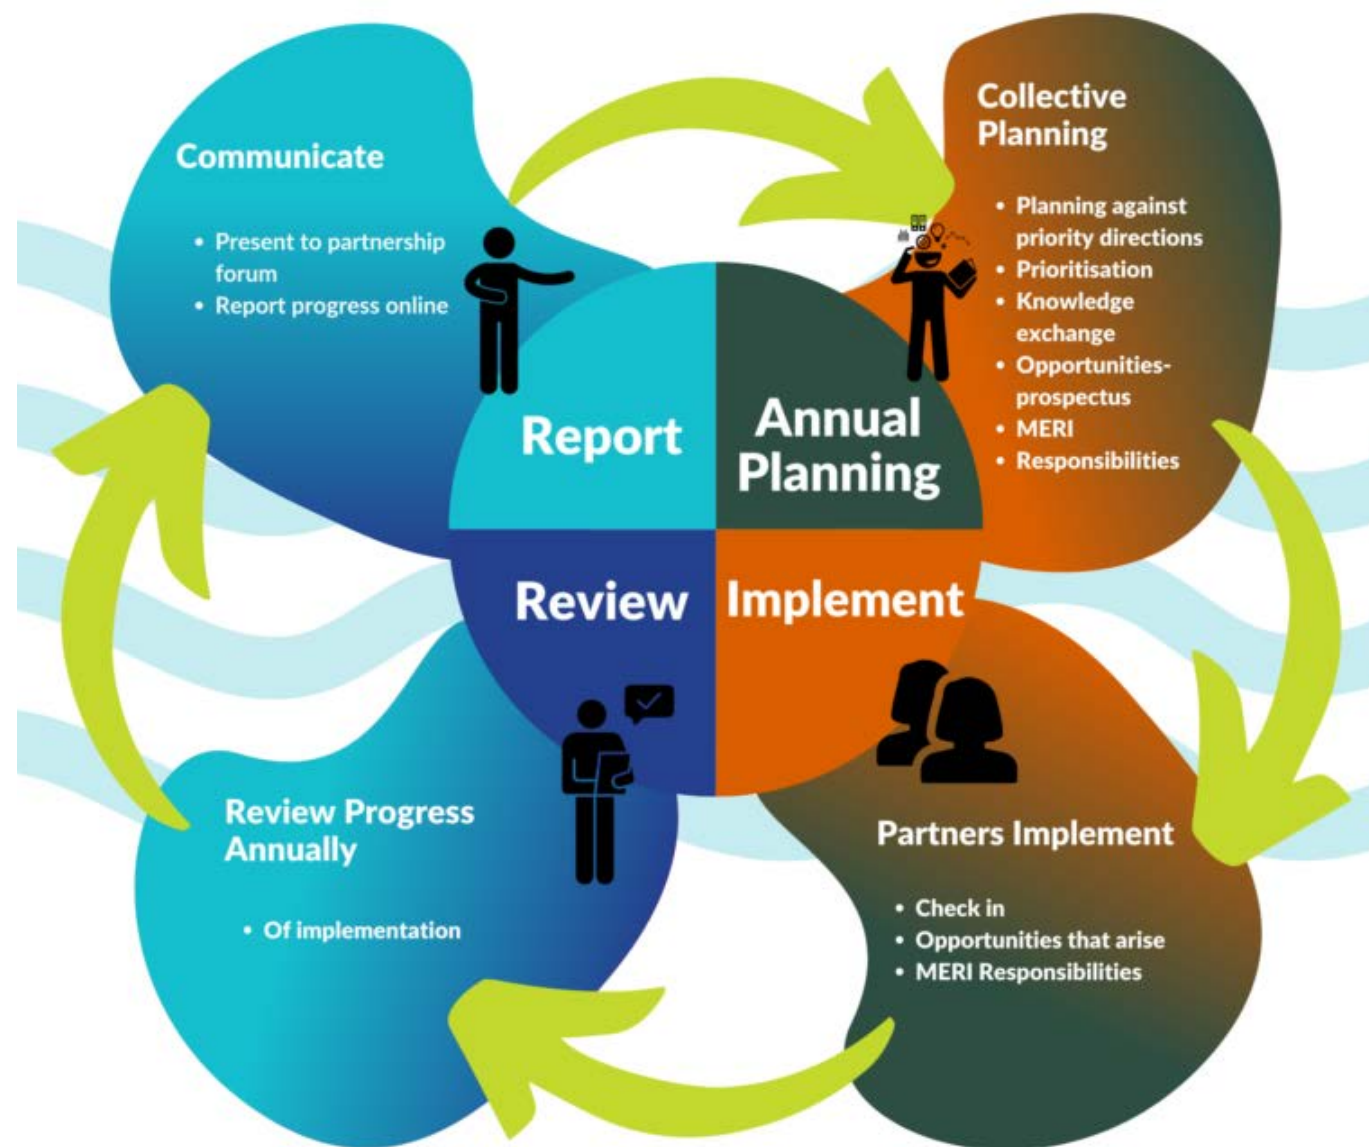 Communicate
• Present to partnership
forum
• Report progress online
Collective
Planning
• Planning against
priority directions
• Prioritisation
• Knowledge
exchange
• Opportunities-
prospectus
• MERI
• Responsibilities
Report
Annual
Planning
Review
Implement
Review Progress
Annually
• Of implementation
Partners Implement
• Check in
• Opportunities that arise
• MERI Responsibilities